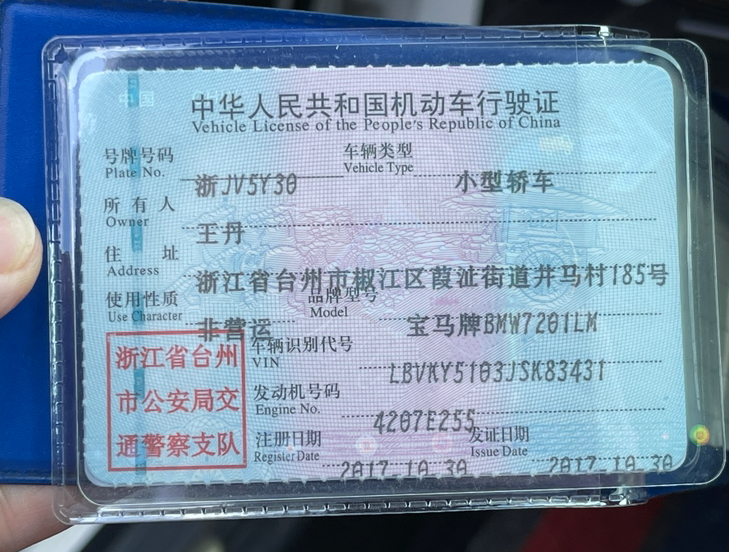 中华人民共和国机动车行驶证
Vehicle License of the People's Republic of China
号牌号码 浙JV5Y30 车辆类型 小型轿车
Plate No. Vehicle Type
所有人 王丹
Owner
住址 浙江省台州市椒江区葭沚街道井马村185号
Address
使用性质 非营运 品牌型号 宝马牌BMW7201LM
Use Character Model
浙江省台州
市公安局交
通警察支队
车辆识别代号 LBVKY5103JSK83431
VIN
发动机号码 4207E255
Engine No.
注册日期 2017-10-30 发证日期 2017-10-30
Register Date Issue Date